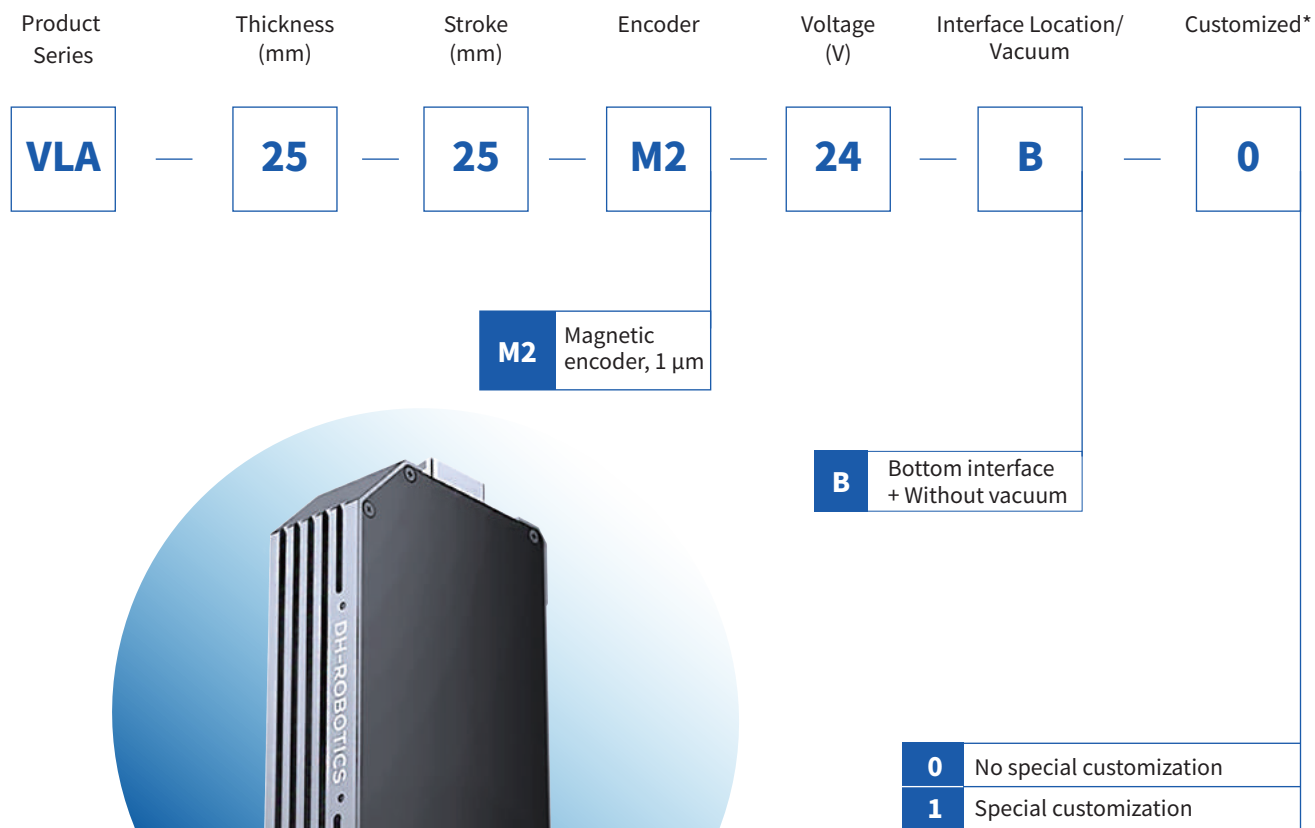 Product
Series
Thickness
(mm)
Stroke
(mm)
Encoder
Voltage
(V)
Interface Location/
Vacuum
Customized*
VLA — 25 — 25 — M2 — 24 — B — 0
M2 Magnetic
encoder, 1 μm
B Bottom interface
+ Without vacuum
DH-ROBOTICS
0 No special customization
1 Special customization